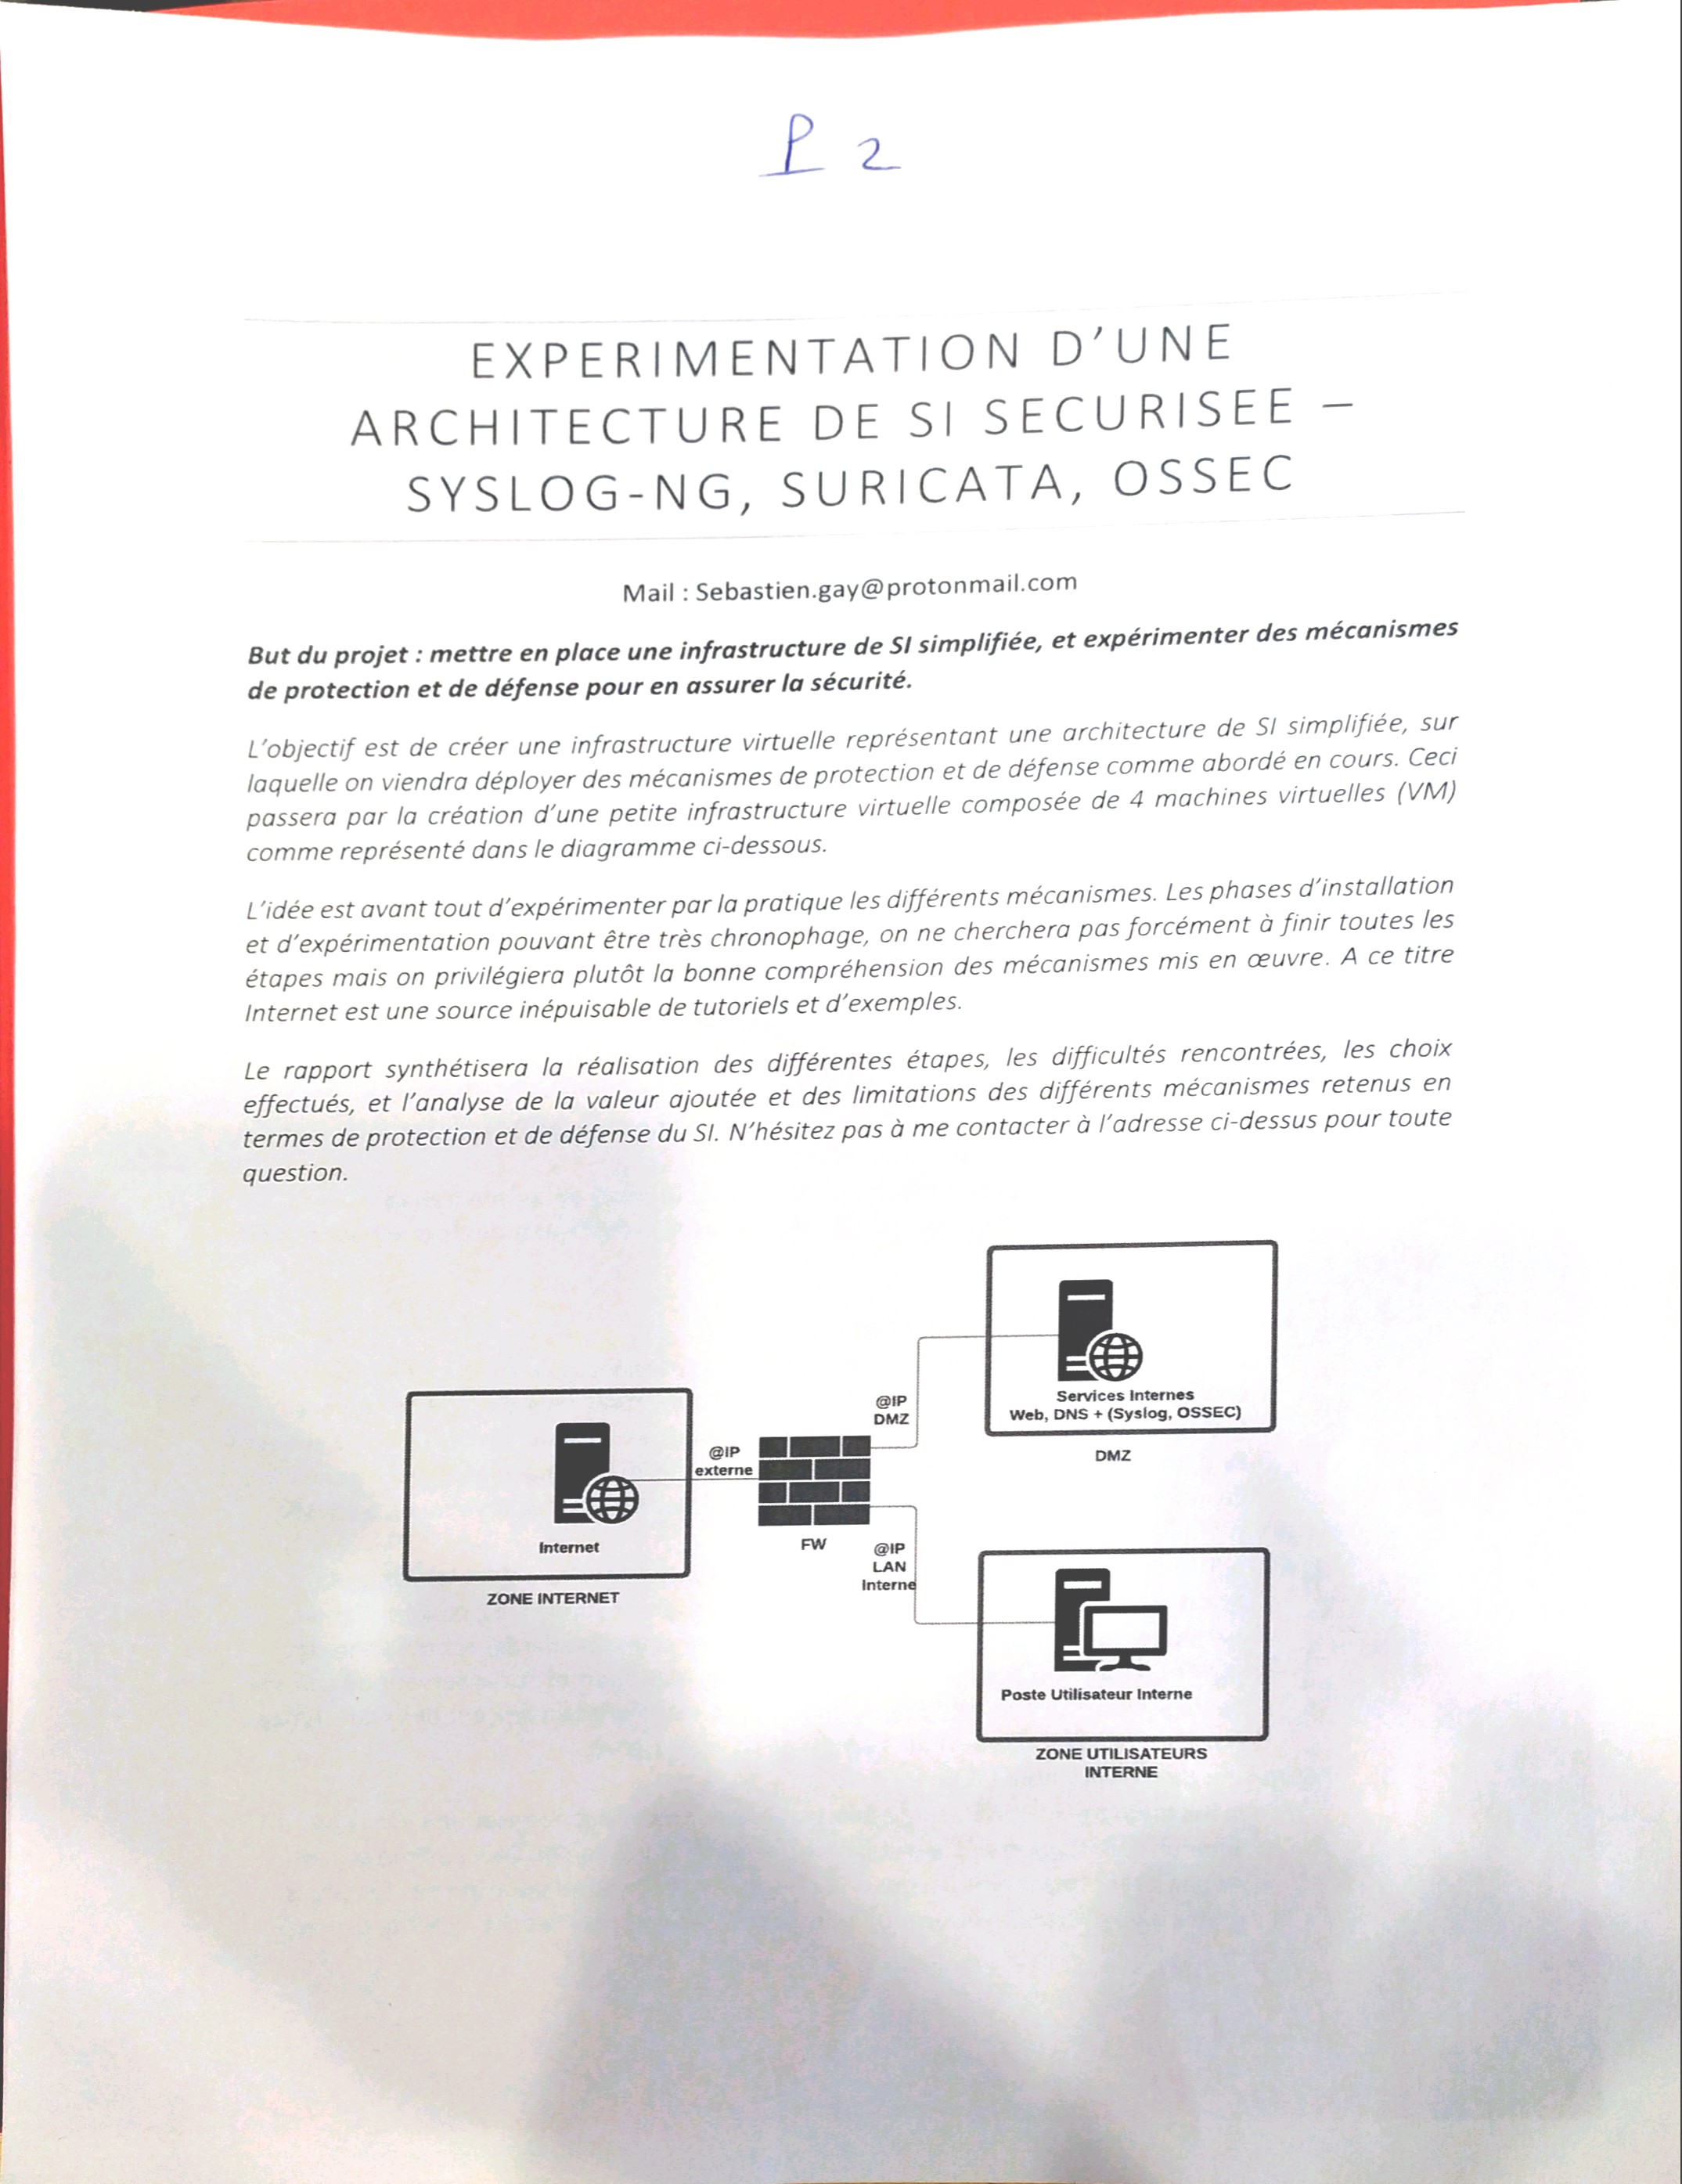 P 2
EXPERIMENTATION D'UNE
ARCHITECTURE DE SI SECURISEE –
SYSLOG-NG, SURICATA, OSSEC
Mail : Sebastien.gay@protonmail.com
But du projet : mettre en place une infrastructure de SI simplifiée, et expérimenter des mécanismes
de protection et de défense pour en assurer la sécurité.
L'objectif est de créer une infrastructure virtuelle représentant une architecture de SI simplifiée, sur
laquelle on viendra déployer des mécanismes de protection et de défense comme abordé en cours. Ceci
passera par la création d'une petite infrastructure virtuelle composée de 4 machines virtuelles (VM)
comme représenté dans le diagramme ci-dessous.
L'idée est avant tout d'expérimenter par la pratique les différents mécanismes. Les phases d'installation
et d'expérimentation pouvant être très chronophage, on ne cherchera pas forcément à finir toutes les
étapes mais on privilégiera plutôt la bonne compréhension des mécanismes mis en œuvre. A ce titre
Internet est une source inépuisable de tutoriels et d'exemples.
Le rapport synthétisera la réalisation des différentes étapes, les difficultés rencontrées, les choix
effectués, et l'analyse de la valeur ajoutée et des limitations des différents mécanismes retenus en
termes de protection et de défense du SI. N'hésitez pas à me contacter à l'adresse ci-dessus pour toute
question.
Services Internes
Web, DNS + (Syslog, OSSEC)
DMZ
@IP
DMZ
@IP
externe
Internet
ZONE INTERNET
FW
@IP
LAN
Interne
Poste Utilisateur Interne
ZONE UTILISATEURS
INTERNE